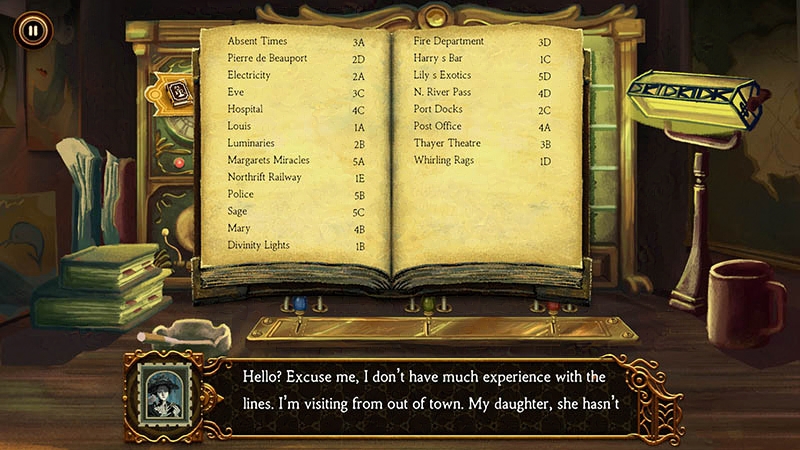 Absent Times 3A
Pierre de Beauport 2D
Electricity 2A
Eve 3C
Hospital 4C
Louis 1A
Luminaries 2B
Margarets Miracles 5A
Northrift Railway 1E
Police 5B
Sage 5C
Mary 4B
Divinity Lights 1B
Fire Department 3D
Harry s Bar 1C
Lily s Exotics 5D
N. River Pass 4D
Port Docks 2C
Post Office 4A
Thayer Theatre 3B
Whirling Rags 1D
Hello? Excuse me, I don't have much experience with the
lines. I'm visiting from out of town. My daughter, she hasn't